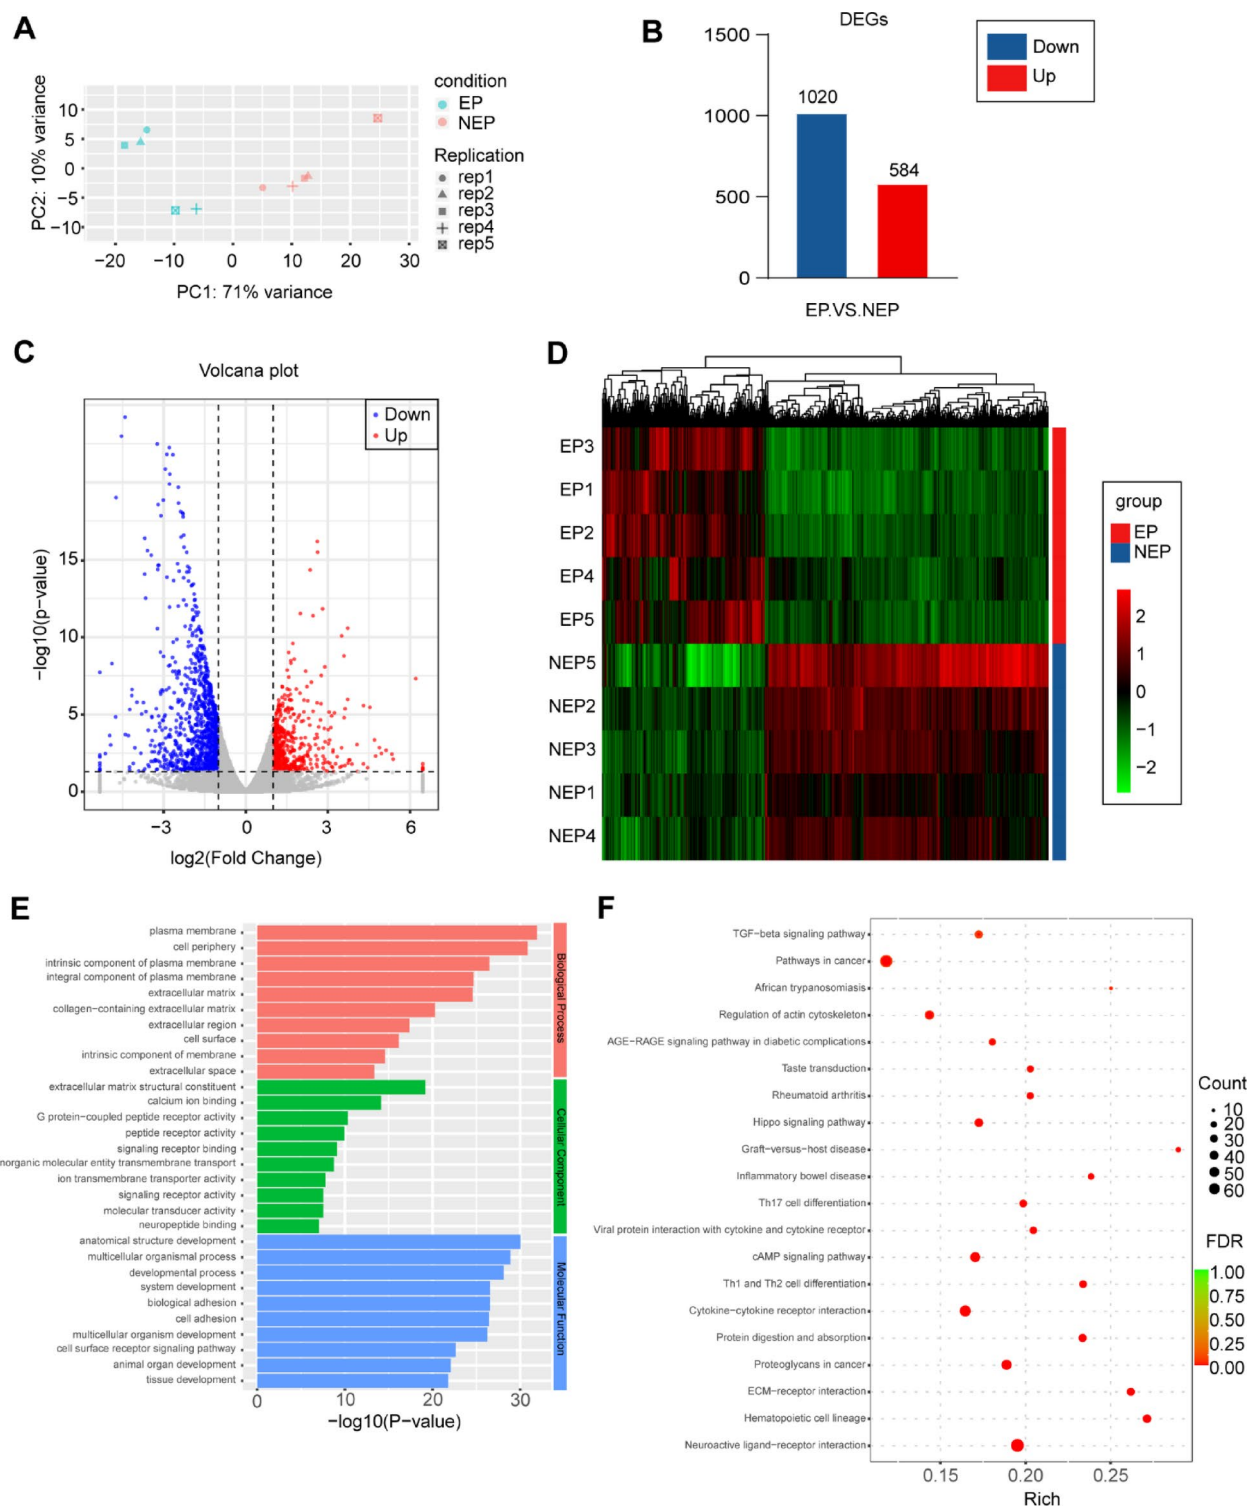 A
PC2: 10% variance
10
5
0
−5
−10
−20
−10
0
10
20
30
PC1: 71% variance
condition
EP
NEP
Replication
rep1
rep2
rep3
rep4
rep5
B
DEGs
1500
1000
500
0
1020
584
EP.VS.NEP
Down
Up
C
Volcana plot
Down
Up
−log10(p−value)
15
10
5
0
−3
0
3
6
log2(Fold Change)
D
EP3
EP1
EP2
EP4
EP5
NEP5
NEP2
NEP3
NEP1
NEP4
group
EP
NEP
2
1
0
−1
−2
E
plasma membrane
cell periphery
intrinsic component of plasma membrane
integral component of plasma membrane
extracellular matrix
collagen−containing extracellular matrix
extracellular region
cell surface
intrinsic component of membrane
extracellular space
extracellular matrix structural constituent
calcium ion binding
G protein−coupled peptide receptor activity
peptide receptor activity
signaling receptor binding
norganic molecular entity transmembrane transport
ion transmembrane transporter activity
signaling receptor activity
molecular transducer activity
neuropeptide binding
anatomical structure development
multicellular organismal process
developmental process
system development
biological adhesion
cell adhesion
multicellular organism development
cell surface receptor signaling pathway
animal organ development
tissue development
Biological Process
Cellular Component
Molecular Function
0
10
20
30
−log10(P−value)
F
TGF−beta signaling pathway
Pathways in cancer
African trypanosomiasis
Regulation of actin cytoskeleton
AGE−RAGE signaling pathway in diabetic complications
Taste transduction
Rheumatoid arthritis
Hippo signaling pathway
Graft−versus−host disease
Inflammatory bowel disease
Th17 cell differentiation
Viral protein interaction with cytokine and cytokine receptor
cAMP signaling pathway
Th1 and Th2 cell differentiation
Cytokine−cytokine receptor interaction
Protein digestion and absorption
Proteoglycans in cancer
ECM−receptor interaction
Hematopoietic cell lineage
Neuroactive ligand−receptor interaction
0.15
0.20
0.25
Rich
Count
10
20
30
40
50
60
FDR
1.00
0.75
0.50
0.25
0.00